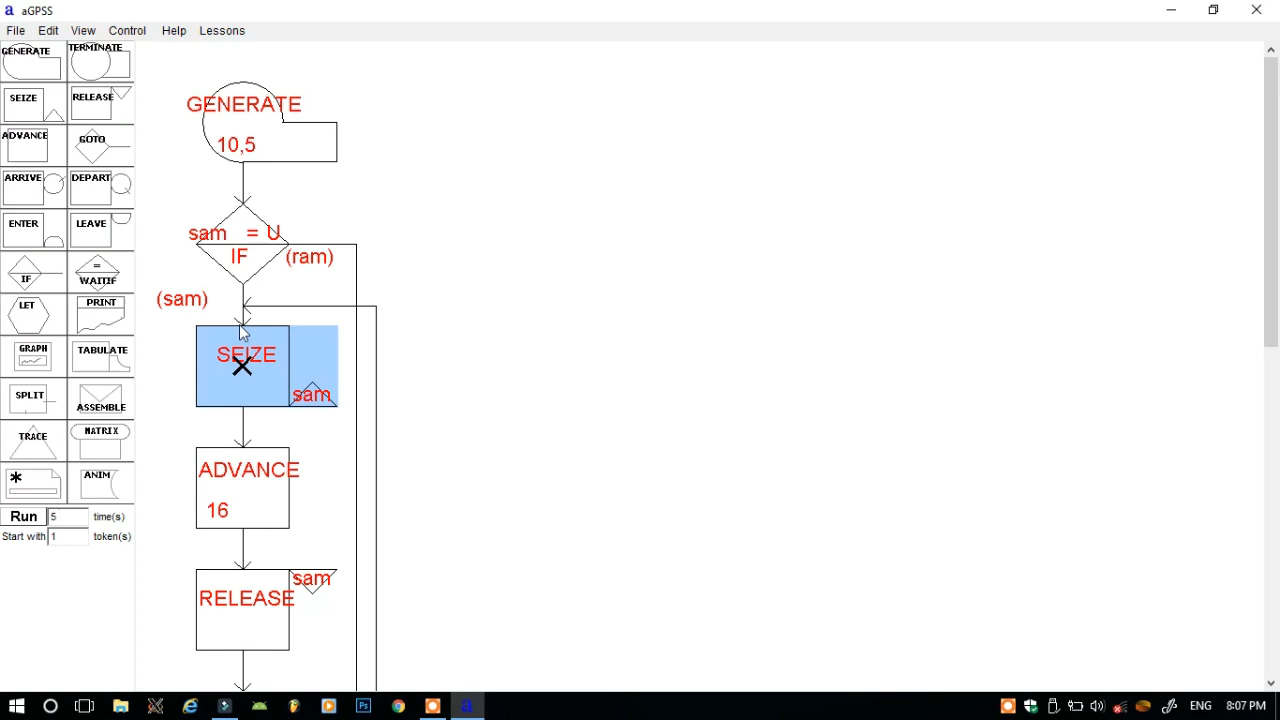 a aGPSS
File Edit View Control Help Lessons
GENERATE TERMINATE
SEIZE RELEASE
ADVANCE GOTO
ARRIVE DEPART
ENTER LEAVE
IF = WAITIF
LET PRINT
GRAPH TABULATE
SPLIT ASSEMBLE
TRACE MATRIX
* ANIM
Run 5 time(s)
Start with 1 token(s)
GENERATE
10,5
sam = U
IF (ram)
(sam)
SEIZE
sam
ADVANCE
16
sam
RELEASE
Ps a
ENG 8:07 PM